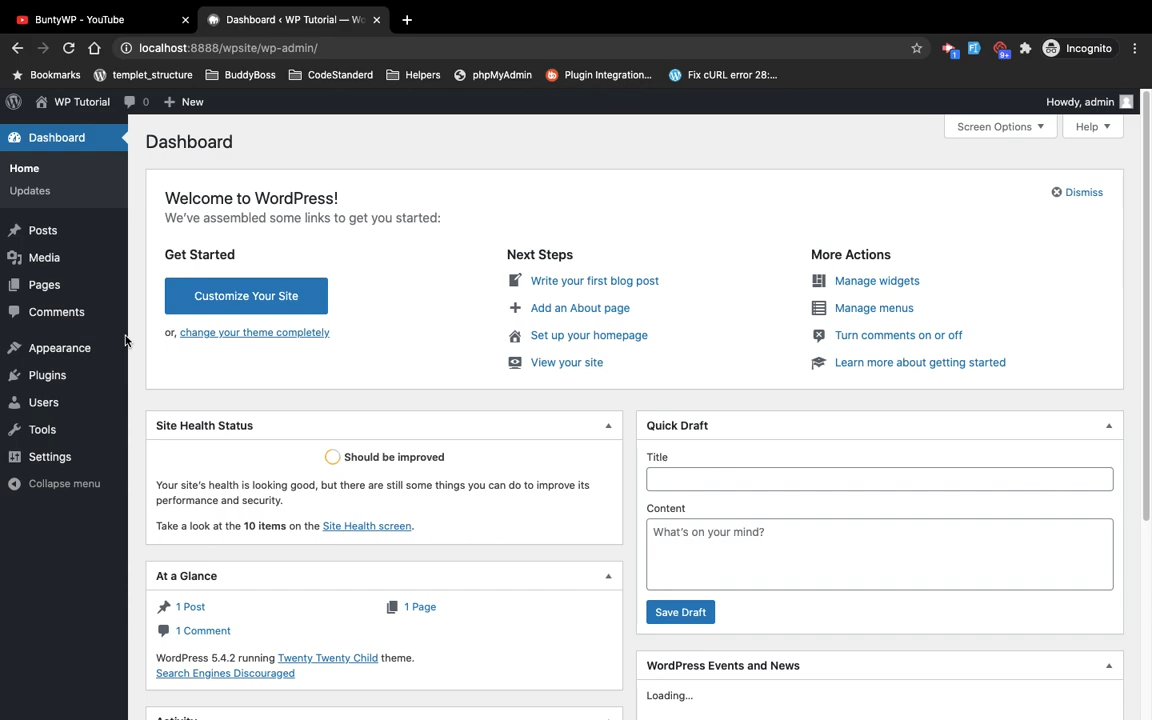 BuntyWP - YouTube
Dashboard ‹ WP Tutorial — Wo
localhost:8888/wpsite/wp-admin/
1
9+
Incognito
Bookmarks
templet_structure
BuddyBoss
CodeStanderd
Helpers
phpMyAdmin
Plugin Integration...
Fix cURL error 28:...
WP Tutorial
0
New
Howdy, admin
Dashboard
Home
Updates
Posts
Media
Pages
Comments
Appearance
Plugins
Users
Tools
Settings
Collapse menu
Dashboard
Screen Options
Help
Welcome to WordPress!
We've assembled some links to get you started:
Dismiss
Get Started
Customize Your Site
or, change your theme completely
Next Steps
Write your first blog post
Add an About page
Set up your homepage
View your site
More Actions
Manage widgets
Manage menus
Turn comments on or off
Learn more about getting started
Site Health Status
Should be improved
Your site's health is looking good, but there are still some things you can do to improve its
performance and security.
Take a look at the 10 items on the Site Health screen.
At a Glance
1 Post
1 Page
1 Comment
WordPress 5.4.2 running Twenty Twenty Child theme.
Search Engines Discouraged
Activity
Quick Draft
Title
Content
What's on your mind?
Save Draft
WordPress Events and News
Loading...